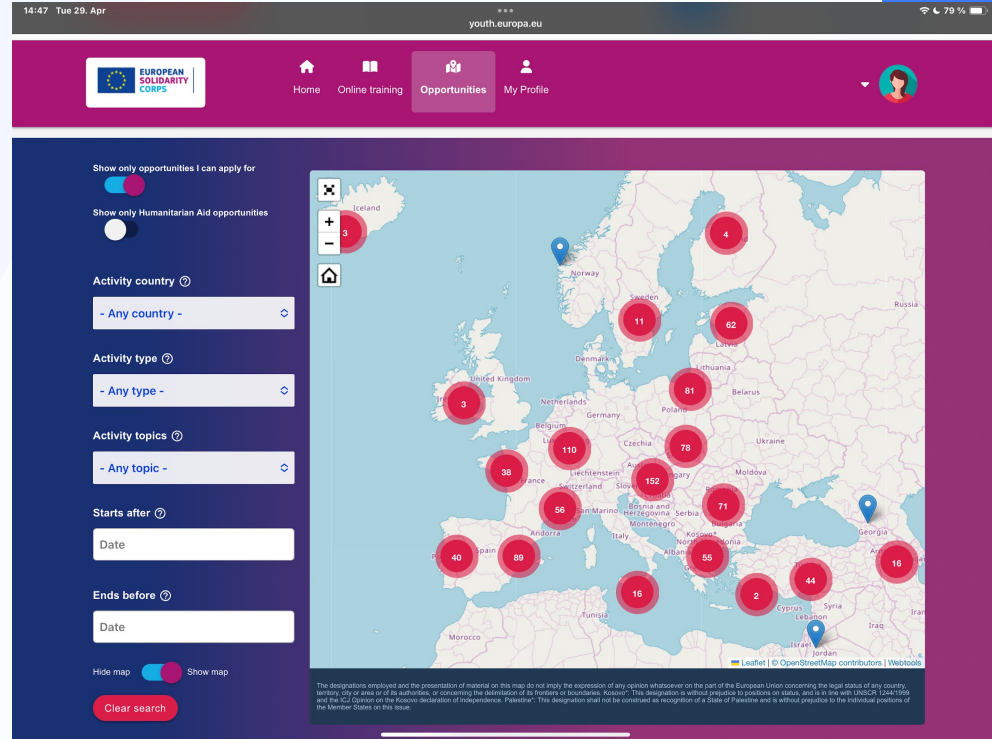 14:47 Tue 29. Apr
youth.europa.eu
79 %
EUROPEAN
SOLIDARITY
CORPS
Home
Online training
Opportunities
My Profile
Show only opportunities I can apply for
Show only Humanitarian Aid opportunities
Activity country
- Any country -
Activity type
- Any type -
Activity topics
- Any topic -
Starts after
Date
Ends before
Date
Hide map
Show map
Clear search
+
−
Iceland
3
4
Norway
Sweden
11
62
Russia
Denmark
Lithuania
United Kingdom
3
81
Belarus
Netherlands
Poland
Germany
Belgium
110
Czechia
78
Ukraine
38
Liechtenstein
Switzerland
152
Moldova
56
San Marino
Bosnia and
Herzegovina
Serbia
71
Montenegro
Andorra
Italy
Kosovo*
Georgia
40
Spain
89
55
16
44
16
2
Cyprus
Syria
Lebanon
Tunisia
Iraq
Iran
Morocco
Israel
Jordan
Leaflet | © OpenStreetMap contributors | Webtools
The designations employed and the presentation of material on this map do not imply the expression of any opinion whatsoever on the part of the European Union concerning the legal status of any country,
territory, city or area or of its authorities, or concerning the delimitation of its frontiers or boundaries. Kosovo*: This designation is without prejudice to positions on status, and is in line with UNSCR 1244/1999
and the ICJ Opinion on the Kosovo declaration of independence. Palestine*: This designation shall not be construed as recognition of a State of Palestine and is without prejudice to the individual positions of
the Member States on this issue.